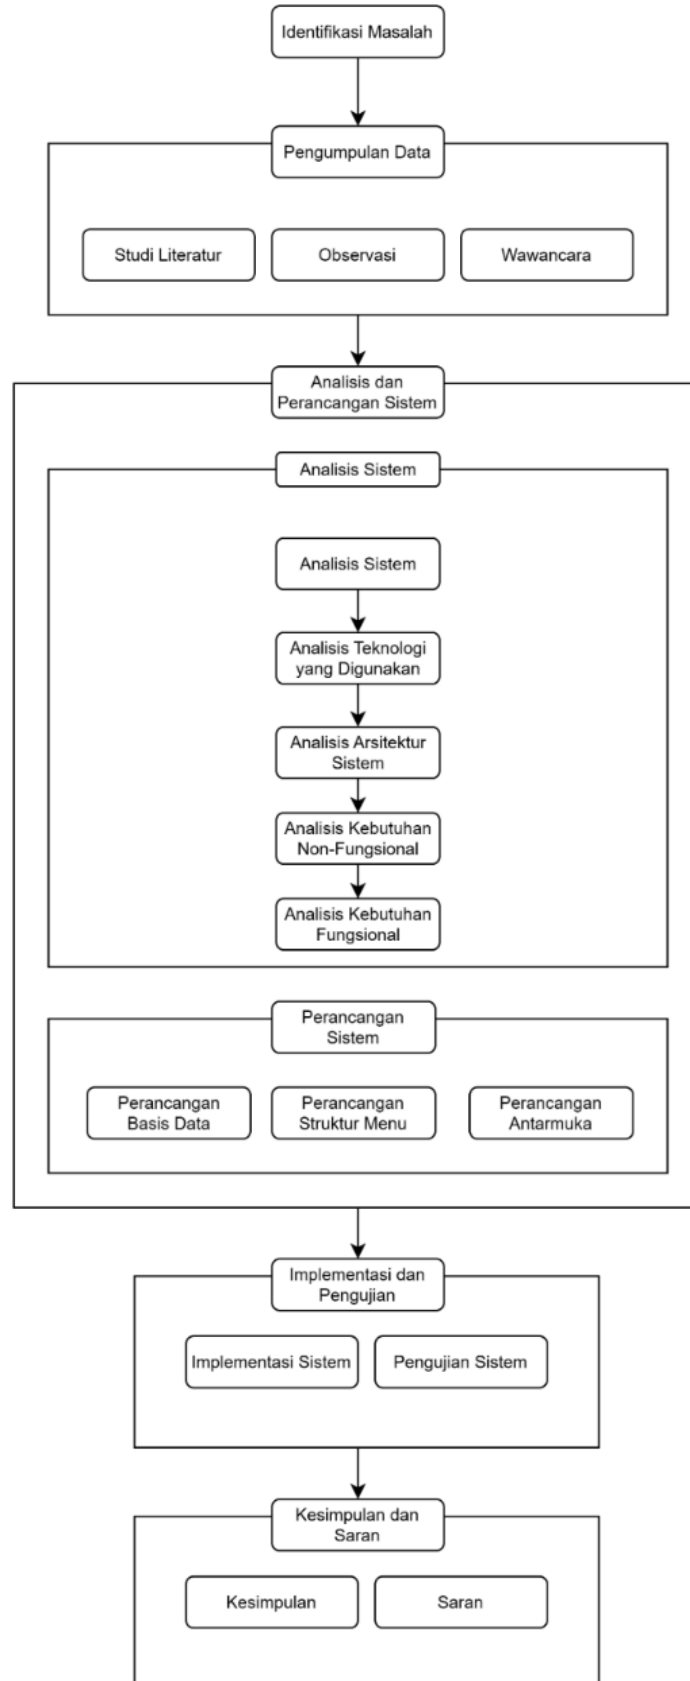 Identifikasi Masalah
Pengumpulan Data
Studi Literatur
Observasi
Wawancara
Analisis dan
Perancangan Sistem
Analisis Sistem
Analisis Sistem
Analisis Teknologi
yang Digunakan
Analisis Arsitektur
Sistem
Analisis Kebutuhan
Non-Fungsional
Analisis Kebutuhan
Fungsional
Perancangan
Sistem
Perancangan
Basis Data
Perancangan
Struktur Menu
Perancangan
Antarmuka
Implementasi dan
Pengujian
Implementasi Sistem
Pengujian Sistem
Kesimpulan dan
Saran
Kesimpulan
Saran